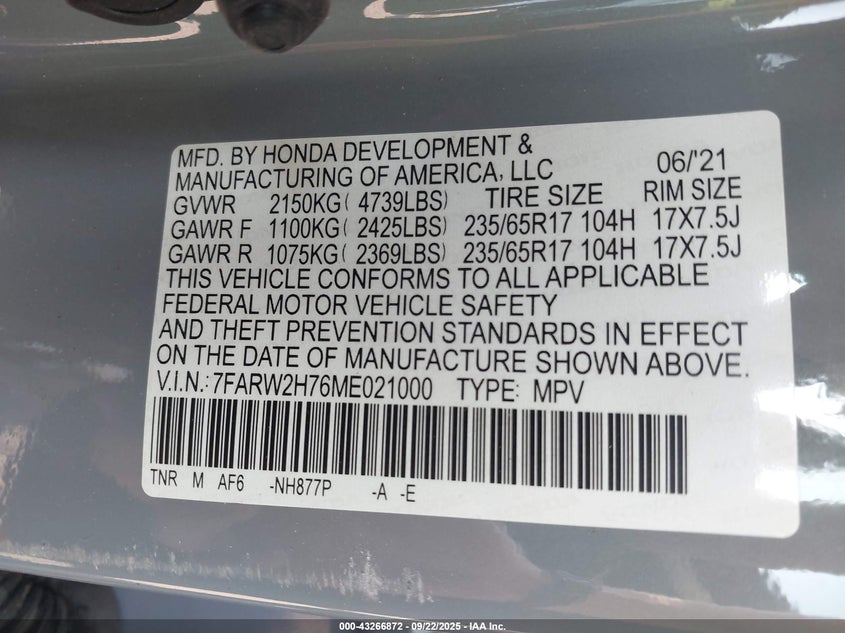 MFD. BY HONDA DEVELOPMENT &
MANUFACTURING OF AMERICA, LLC 06/'21
GVWR 2150KG( 4739LBS) TIRE SIZE RIM SIZE
GAWR F 1100KG( 2425LBS) 235/65R17 104H 17X7.5J
GAWR R 1075KG( 2369LBS) 235/65R17 104H 17X7.5J
THIS VEHICLE CONFORMS TO ALL APPLICABLE
FEDERAL MOTOR VEHICLE SAFETY
AND THEFT PREVENTION STANDARDS IN EFFECT
ON THE DATE OF MANUFACTURE SHOWN ABOVE.
V.I.N.: 7FARW2H76ME021000 TYPE: MPV
TNR M AF6 -NH877P -A -E
000-43266872 - 09/22/2025 - IAA Inc.